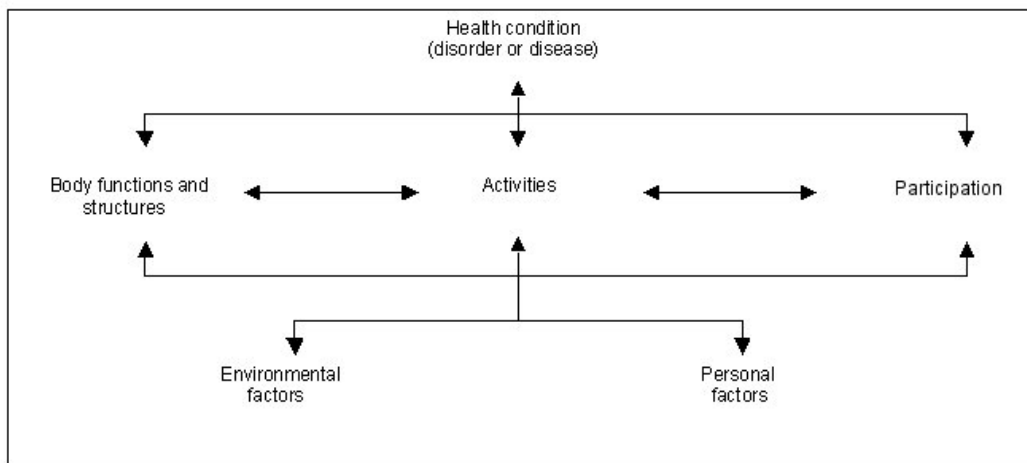 Health condition
(disorder or disease)
Body functions and
structures
Activities
Participation
Environmental
factors
Personal
factors